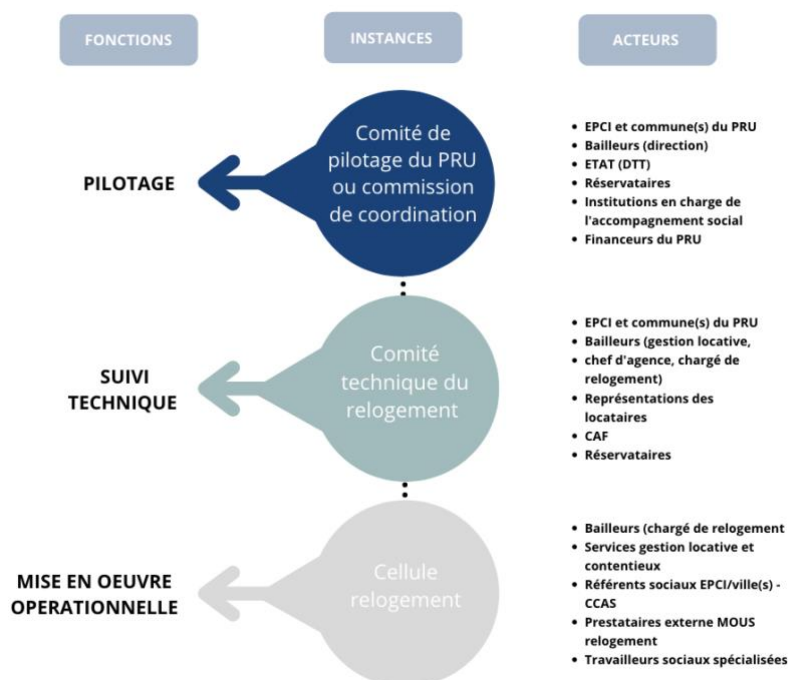 FONCTIONS
INSTANCES
ACTEURS
PILOTAGE
Comité de
pilotage du PRU
ou commission
de coordination
• EPCI et commune(s) du PRU
• Bailleurs (direction)
• ETAT (DTT)
• Réservataires
• Institutions en charge de
l'accompagnement social
• Financeurs du PRU
SUIVI
TECHNIQUE
Comité
technique du
relogement
• EPCI et commune(s) du PRU
• Bailleurs (gestion locative,
• chef d'agence, chargé de
relogement)
• Représentations des
locataires
• CAF
• Réservataires
MISE EN OEUVRE
OPERATIONNELLE
Cellule
relogement
• Bailleurs (chargé de relogement
• Services gestion locative et
contentieux
• Référents sociaux EPCI/ville(s) -
CCAS
• Prestataires externe MOUS
relogement
• Travailleurs sociaux spécialisées